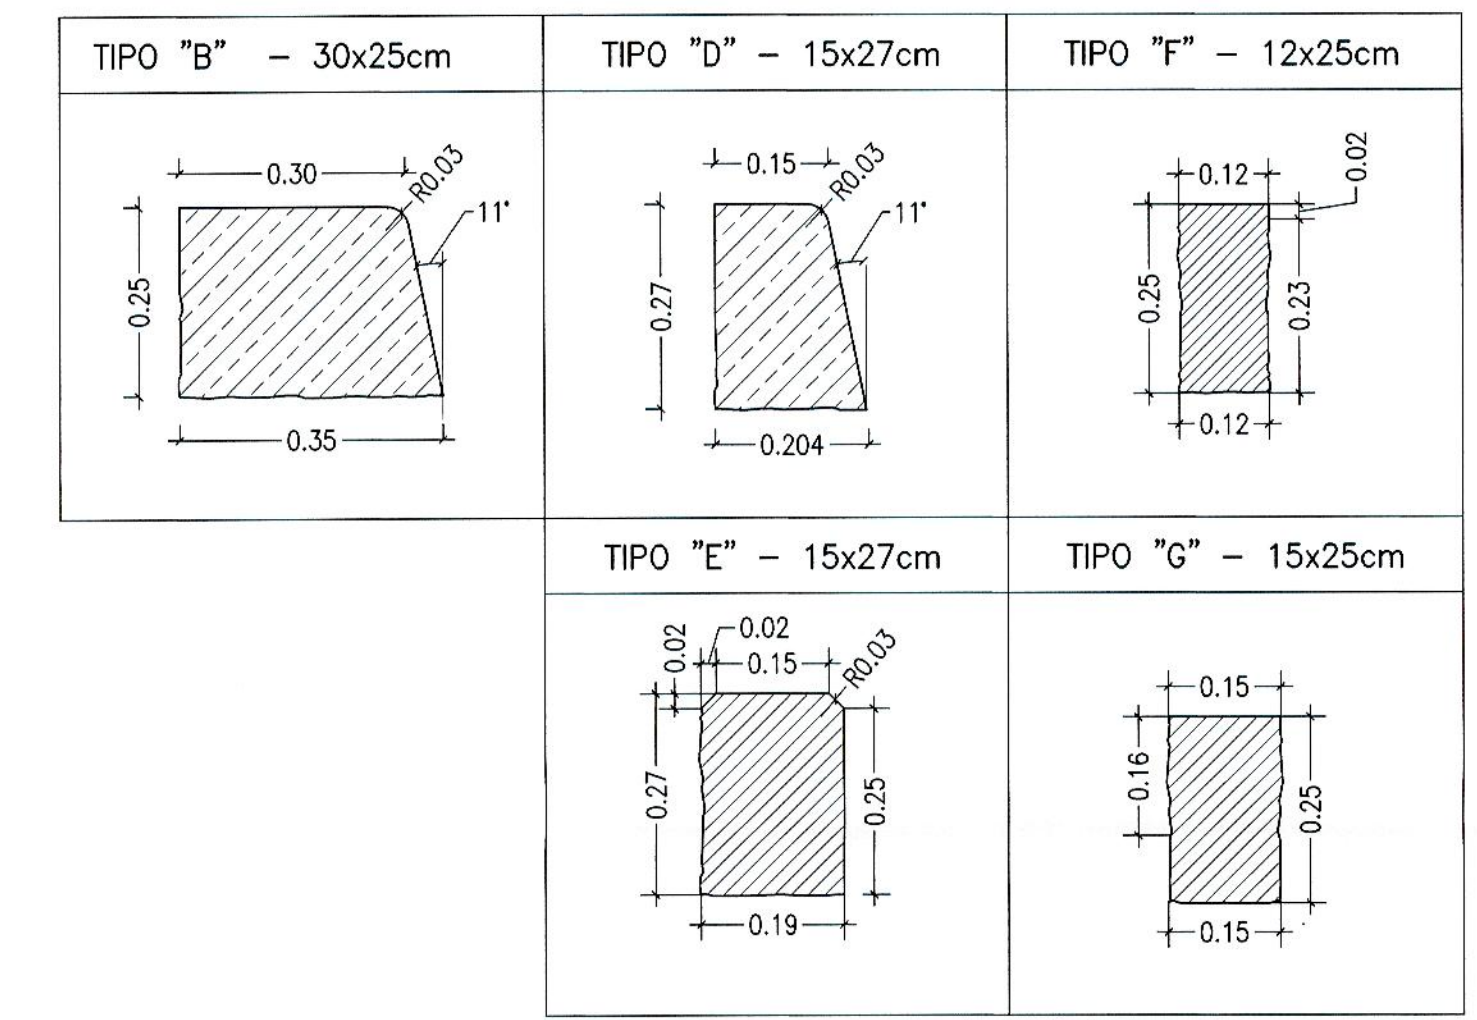 TIPO "B" - 30x25cm
TIPO "D" - 15x27cm
TIPO "F" - 12x25cm
0.30
R0.03
11°
0.25
0.35
0.15
R0.03
11°
0.27
0.204
0.12
0.02
0.25
0.23
0.12
TIPO "E" - 15x27cm
TIPO "G" - 15x25cm
0.02
0.02
0.15
R0.03
0.27
0.25
0.19
0.15
0.16
0.25
0.15